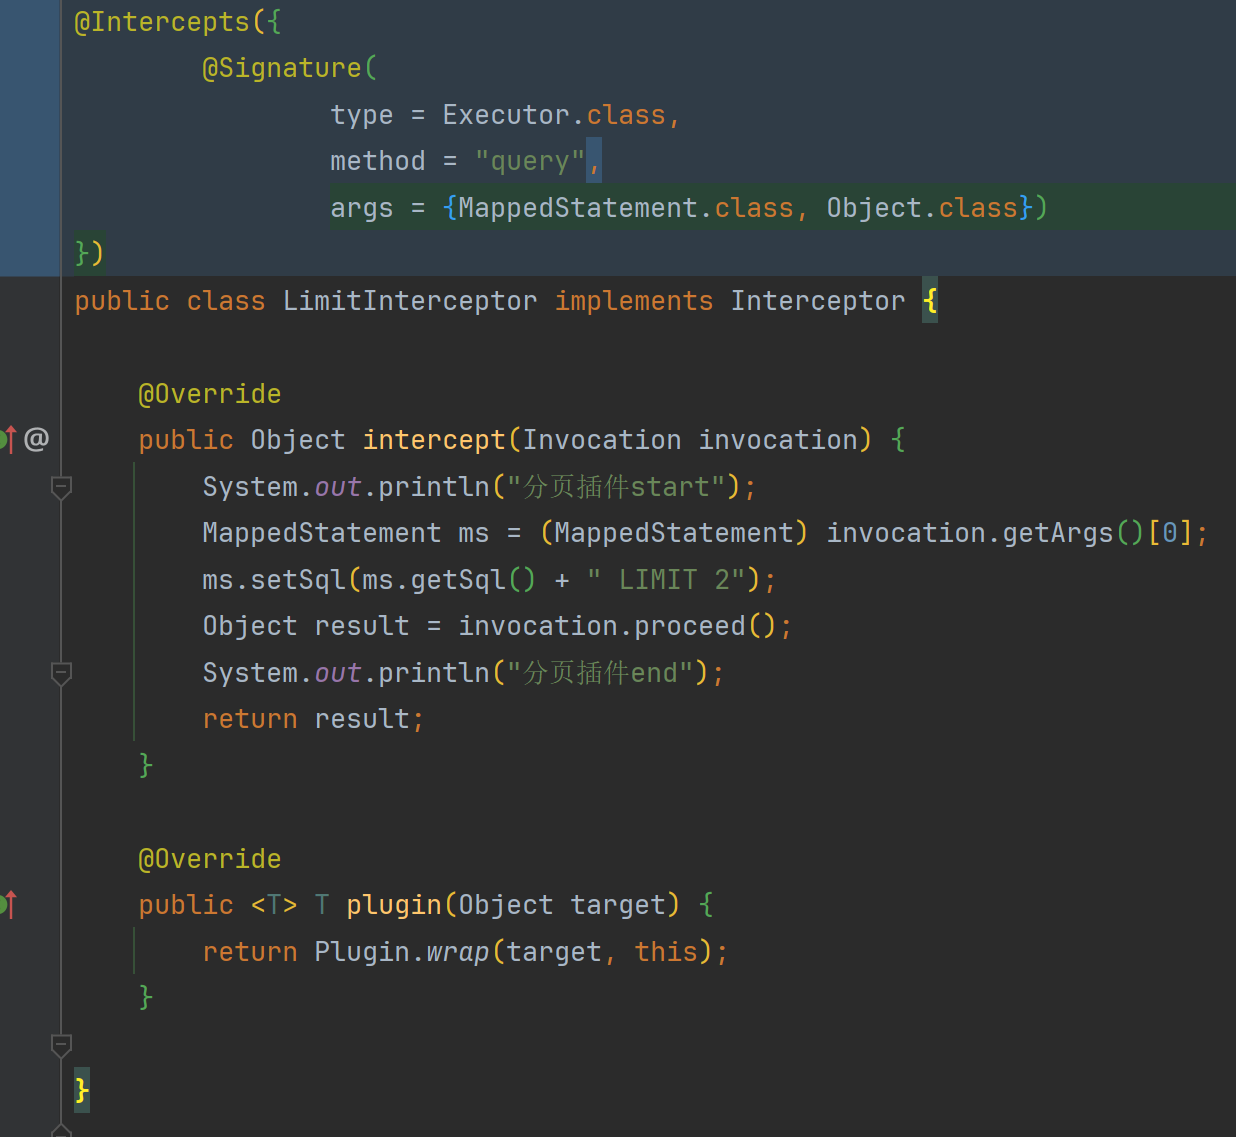 @Intercepts({
@Signature(
type = Executor.class,
method = "query",
args = {MappedStatement.class, Object.class})
})
public class LimitInterceptor implements Interceptor {
@Override
@
public Object intercept(Invocation invocation) {
System.out.println("分页插件start");
MappedStatement ms = (MappedStatement) invocation.getArgs()[0];
ms.setSql(ms.getSql() + " LIMIT 2");
Object result = invocation.proceed();
System.out.println("分页插件end");
return result;
}
@Override
public <T> T plugin(Object target) {
return Plugin.wrap(target, this);
}
}